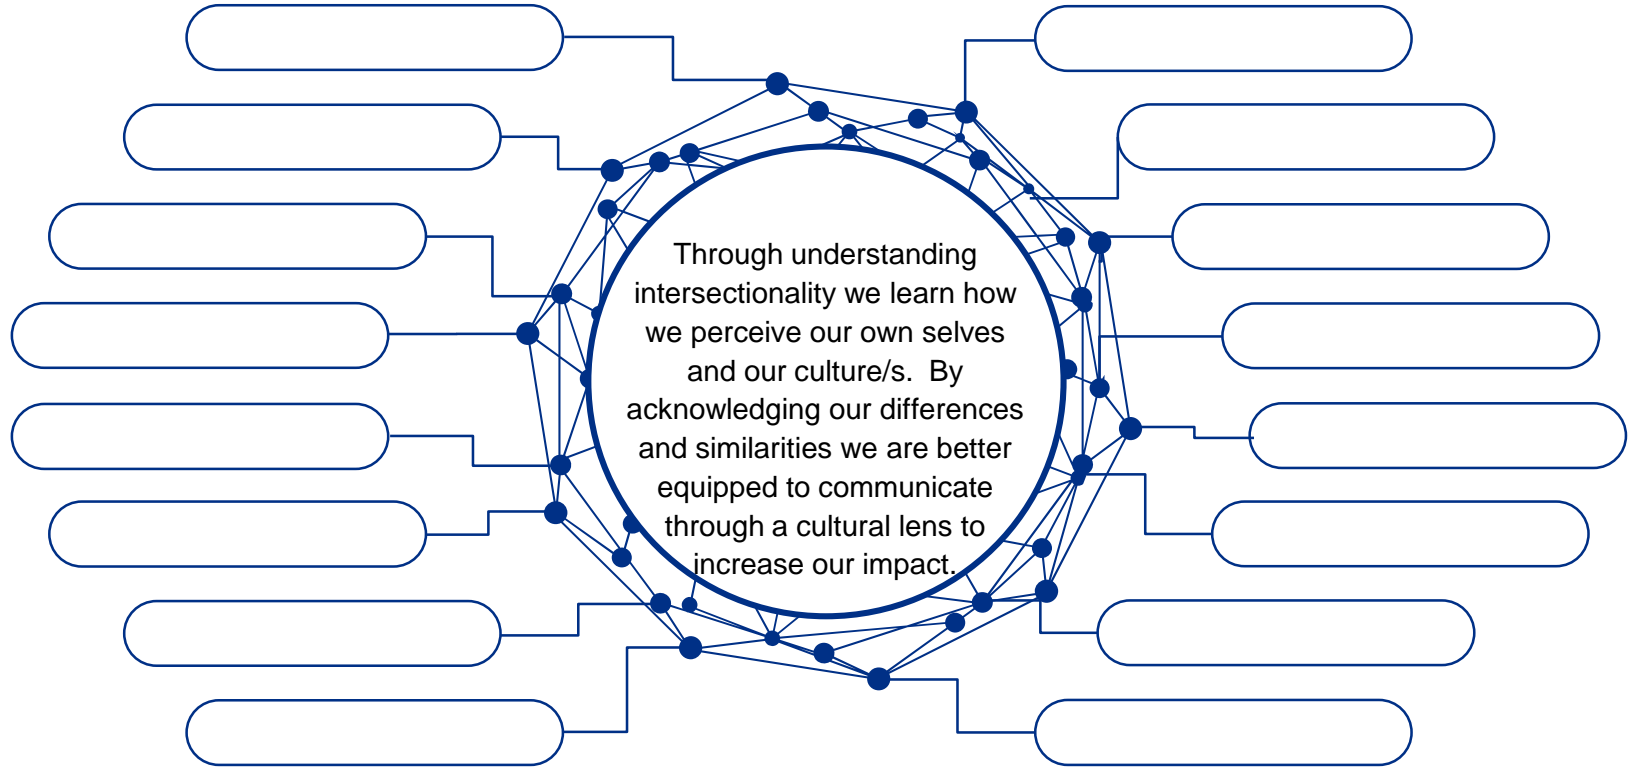 Through understanding
intersectionality we learn how
we perceive our own selves
and our culture/s.  By
acknowledging our differences
and similarities we are better
equipped to communicate
through a cultural lens to
increase our impact.